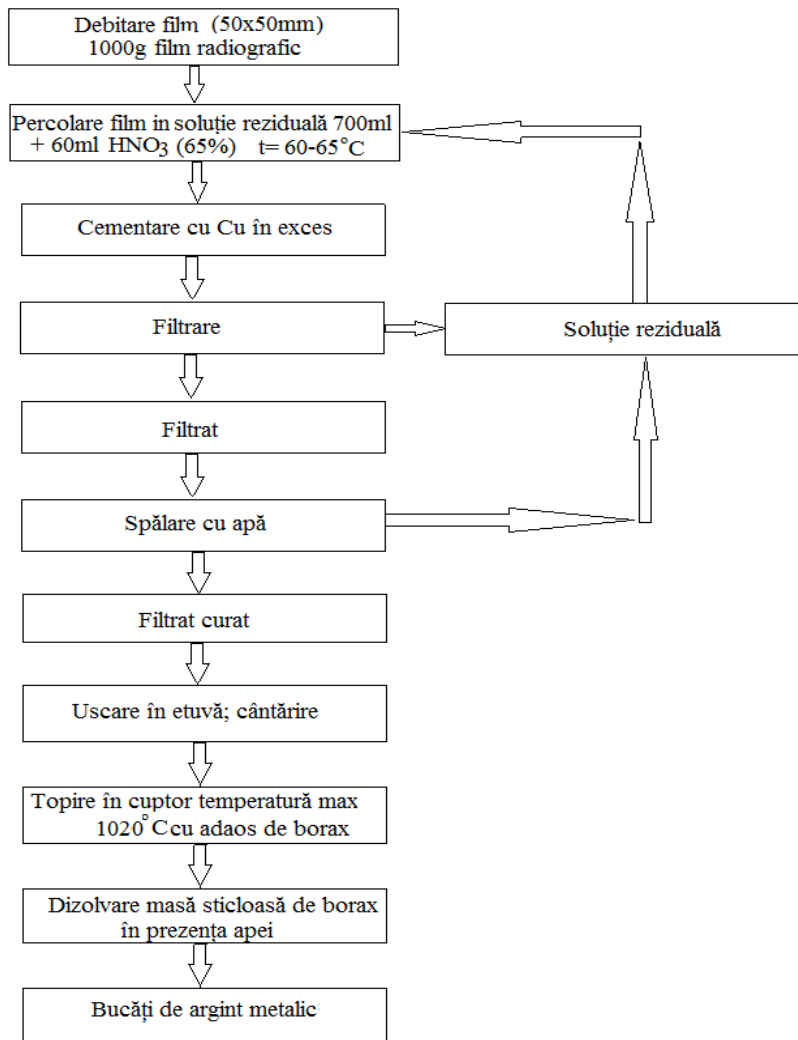 Debitare film (50x50mm)
1000g film radiografic
Percolare film in soluție reziduală 700ml
+ 60ml HNO3 (65%) t= 60-65°C
Cementare cu Cu în exces
Filtrare
Soluție reziduală
Filtrat
Spălare cu apă
Filtrat curat
Uscare în etuvă; cântărire
Topire în cuptor temperatură max
1020°C cu adaos de borax
Dizolvare masă sticloasă de borax
în prezența apei
Bucăți de argint metalic